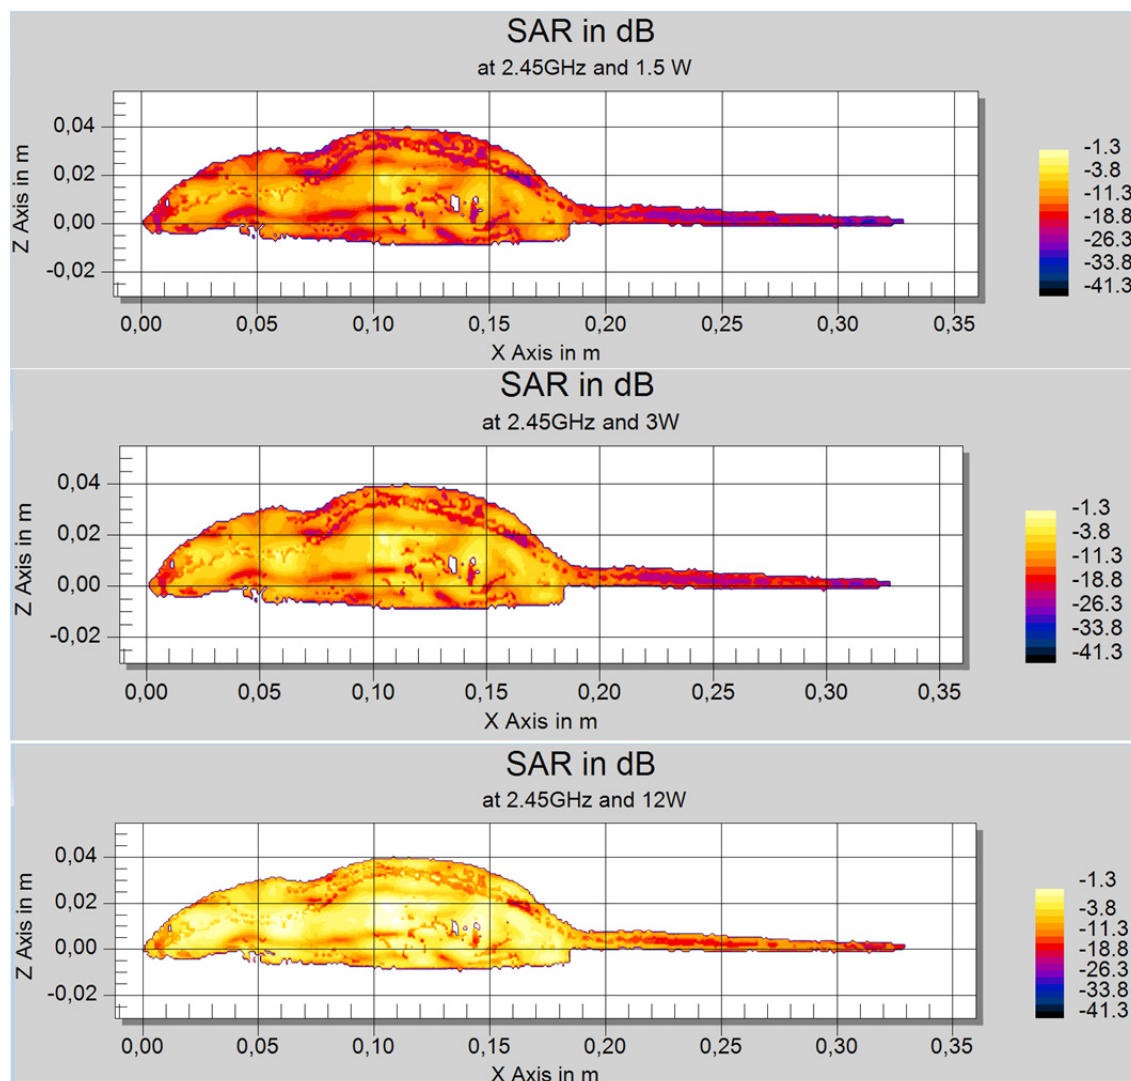 SAR in dB
at 2.45GHz and 1.5 W
Z Axis in m
0,04
0,02
0,00
-0,02
0,00 0,05 0,10 0,15 0,20 0,25 0,30 0,35
X Axis in m
-1.3
-3.8
-11.3
-18.8
-26.3
-33.8
-41.3
SAR in dB
at 2.45GHz and 3W
Z Axis in m
0,04
0,02
0,00
-0,02
0,00 0,05 0,10 0,15 0,20 0,25 0,30 0,35
X Axis in m
-1.3
-3.8
-11.3
-18.8
-26.3
-33.8
-41.3
SAR in dB
at 2.45GHz and 12W
Z Axis in m
0,04
0,02
0,00
-0,02
0,00 0,05 0,10 0,15 0,20 0,25 0,30 0,35
X Axis in m
-1.3
-3.8
-11.3
-18.8
-26.3
-33.8
-41.3